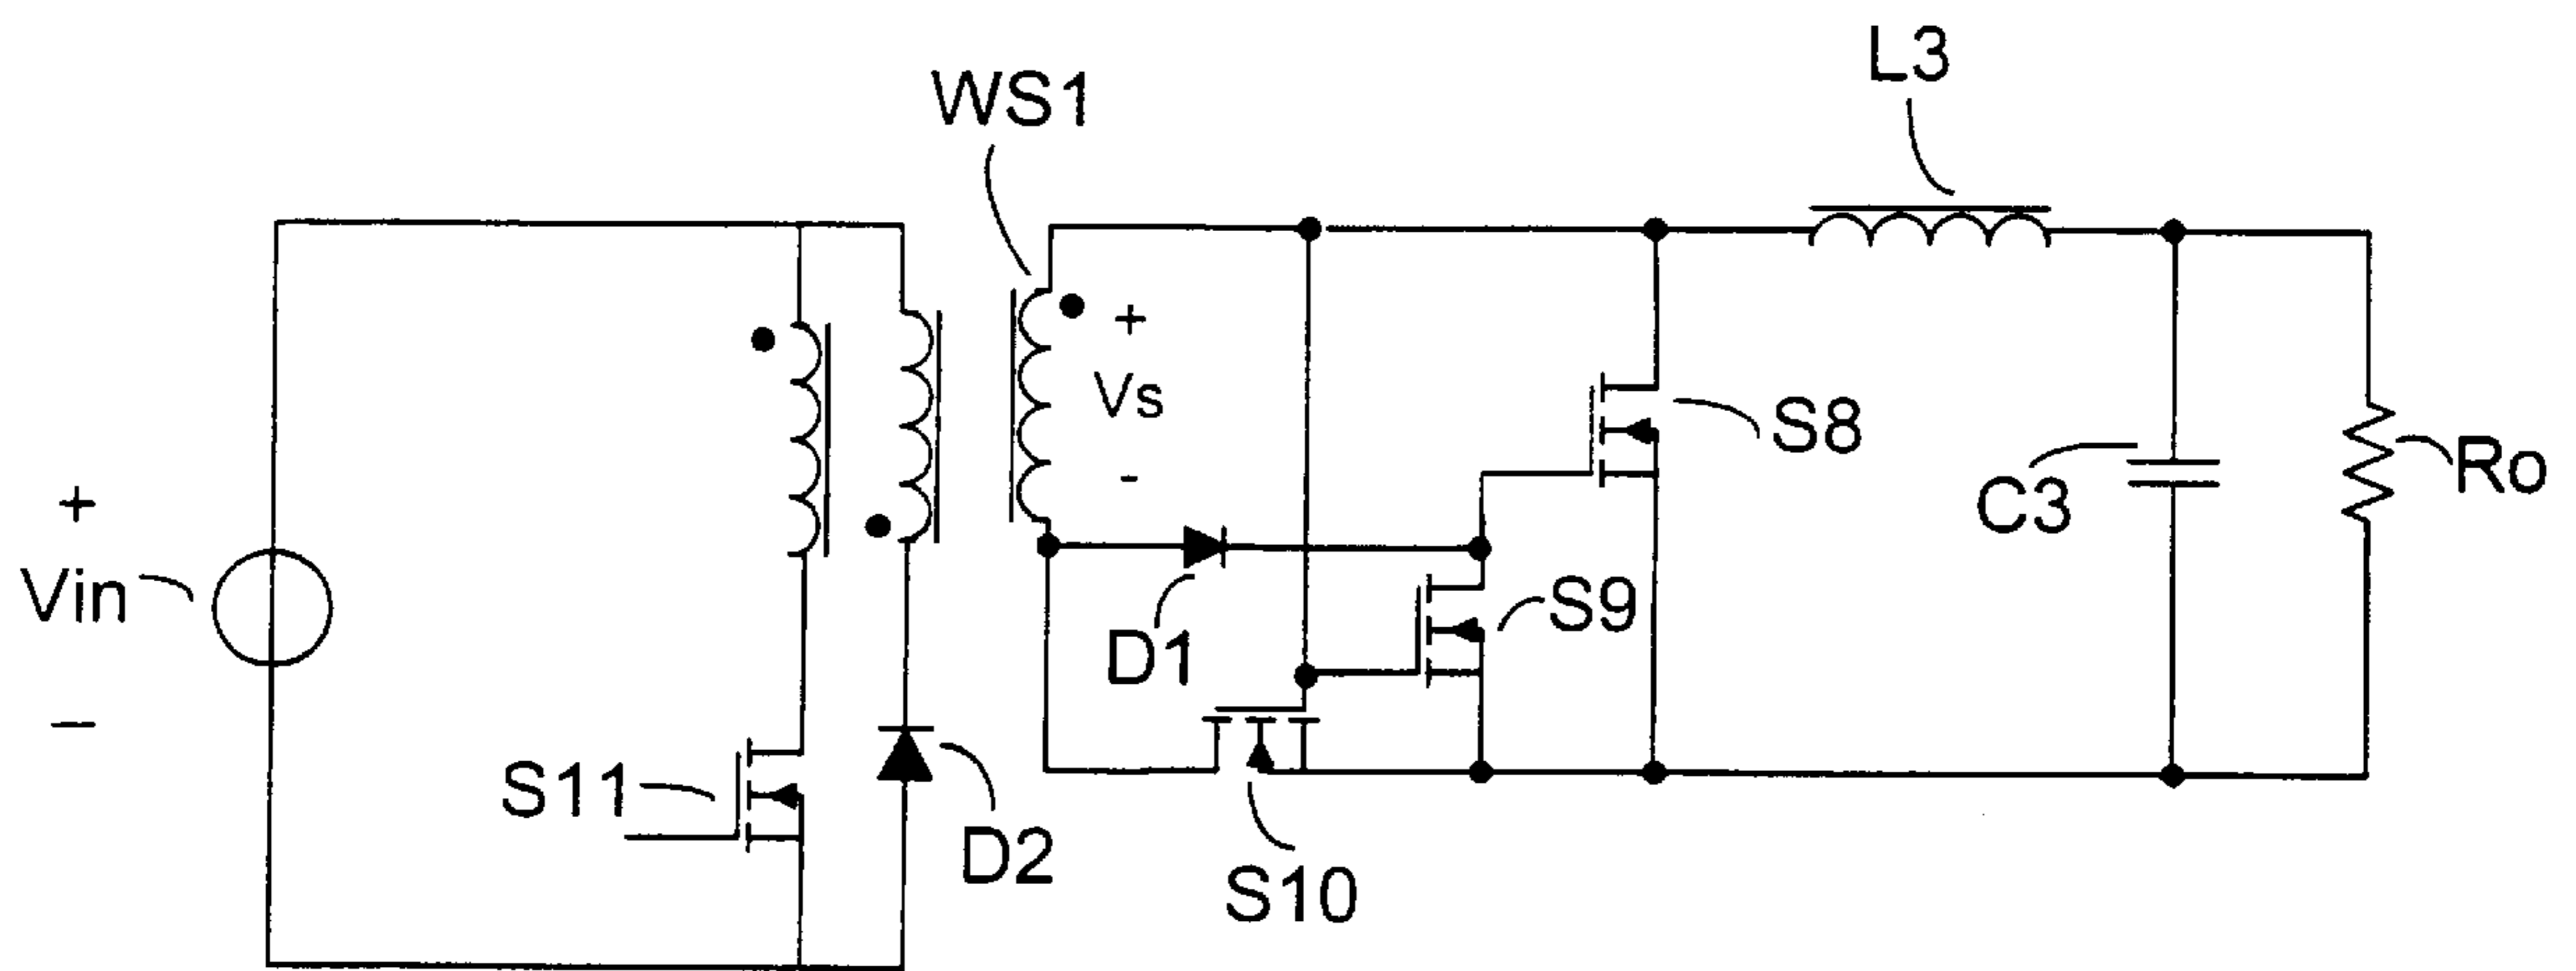 L3
WS1
+
Vs
-
S8
C3
Ro
+
Vin
–
D1
S9
S11
D2
S10